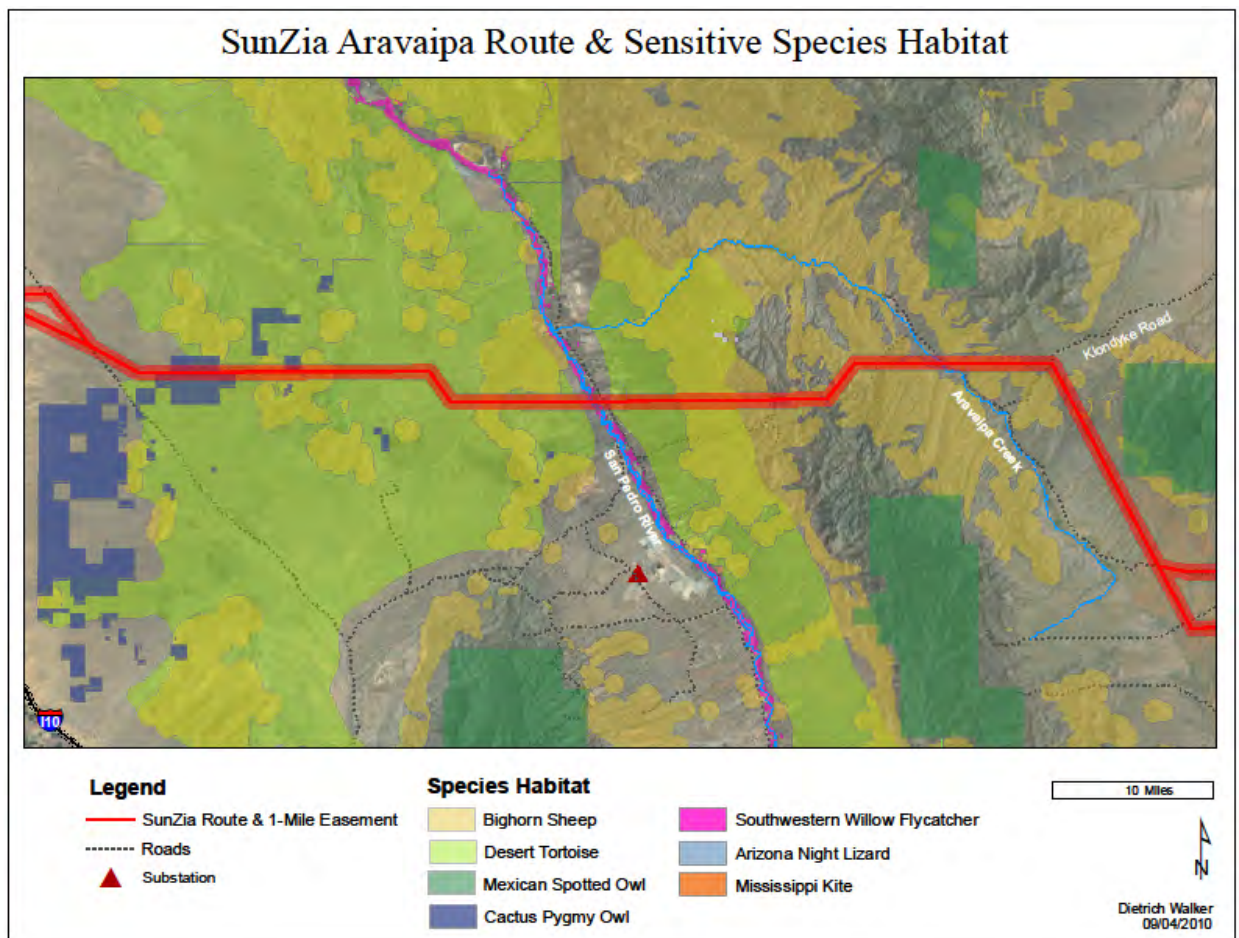 SunZia Aravaipa Route & Sensitive Species Habitat
Klondyke Road
Aravaipa Creek
San Pedro River
I10
Legend
SunZia Route & 1-Mile Easement
Roads
Substation
Species Habitat
Bighorn Sheep
Desert Tortoise
Mexican Spotted Owl
Cactus Pygmy Owl
Southwestern Willow Flycatcher
Arizona Night Lizard
Mississippi Kite
10 Miles
N
Dietrich Walker
09/04/2010